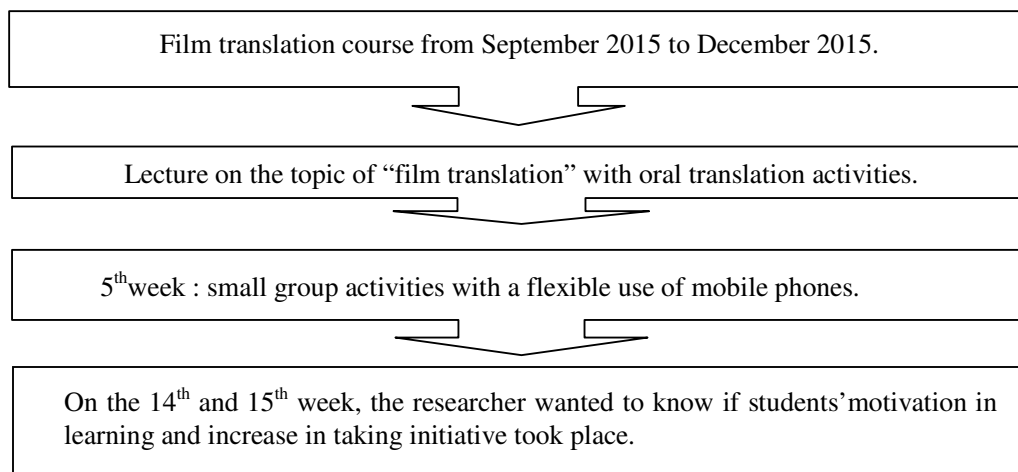 Film translation course from September 2015 to December 2015.
Lecture on the topic of “film translation” with oral translation activities.
5thweek : small group activities with a flexible use of mobile phones.
On the 14th and 15th week, the researcher wanted to know if students’motivation in
learning and increase in taking initiative took place.